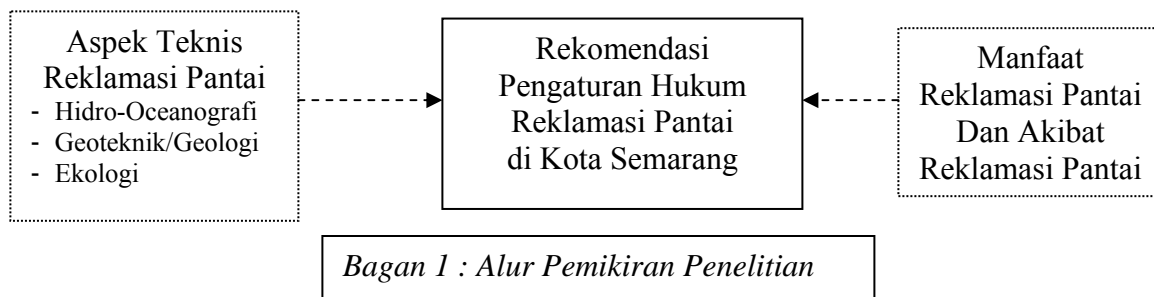 Aspek Teknis
Reklamasi Pantai
- Hidro-Oceanografi
- Geoteknik/Geologi
- Ekologi
Rekomendasi
Pengaturan Hukum
Reklamasi Pantai
di Kota Semarang
Manfaat
Reklamasi Pantai
Dan Akibat
Reklamasi Pantai
Bagan 1 : Alur Pemikiran Penelitian